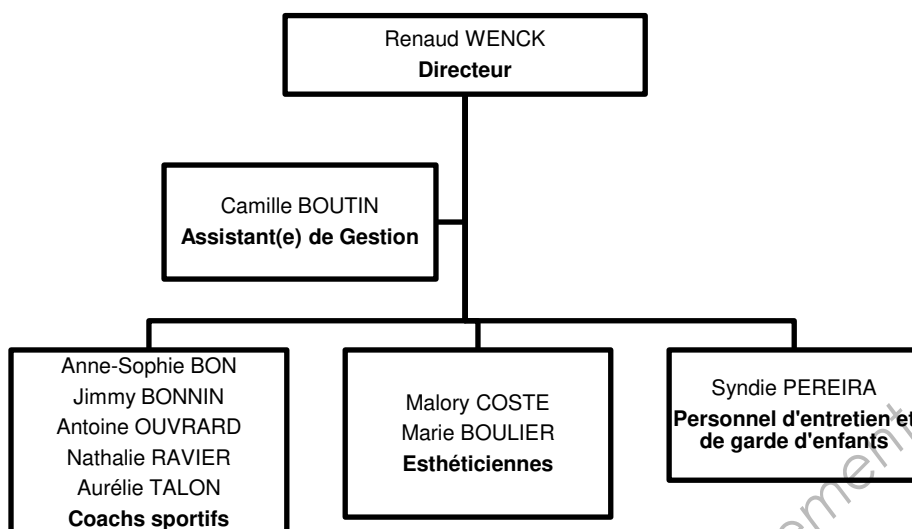 Renaud WENCK
Directeur
Camille BOUTIN
Assistant(e) de Gestion
Anne-Sophie BON
Jimmy BONNIN
Antoine OUVRARD
Nathalie RAVIER
Aurélie TALON
Coachs sportifs
Malory COSTE
Marie BOULIER
Esthéticiennes
Syndie PEREIRA
Personnel d'entretien et
de garde d'enfants